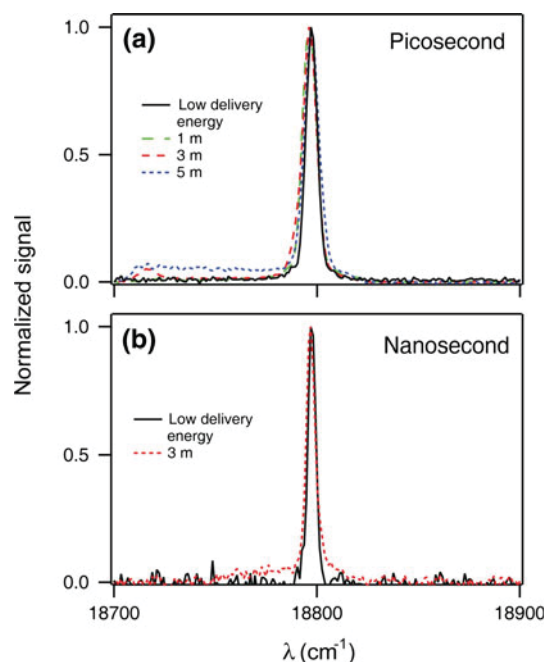 (a)
Picosecond
Low delivery
energy
1 m
3 m
5 m
1.0
0.5
0.0
Normalized signal
(b)
Nanosecond
Low delivery
energy
3 m
1.0
0.5
0.0
18700
18800
18900
λ (cm⁻¹)